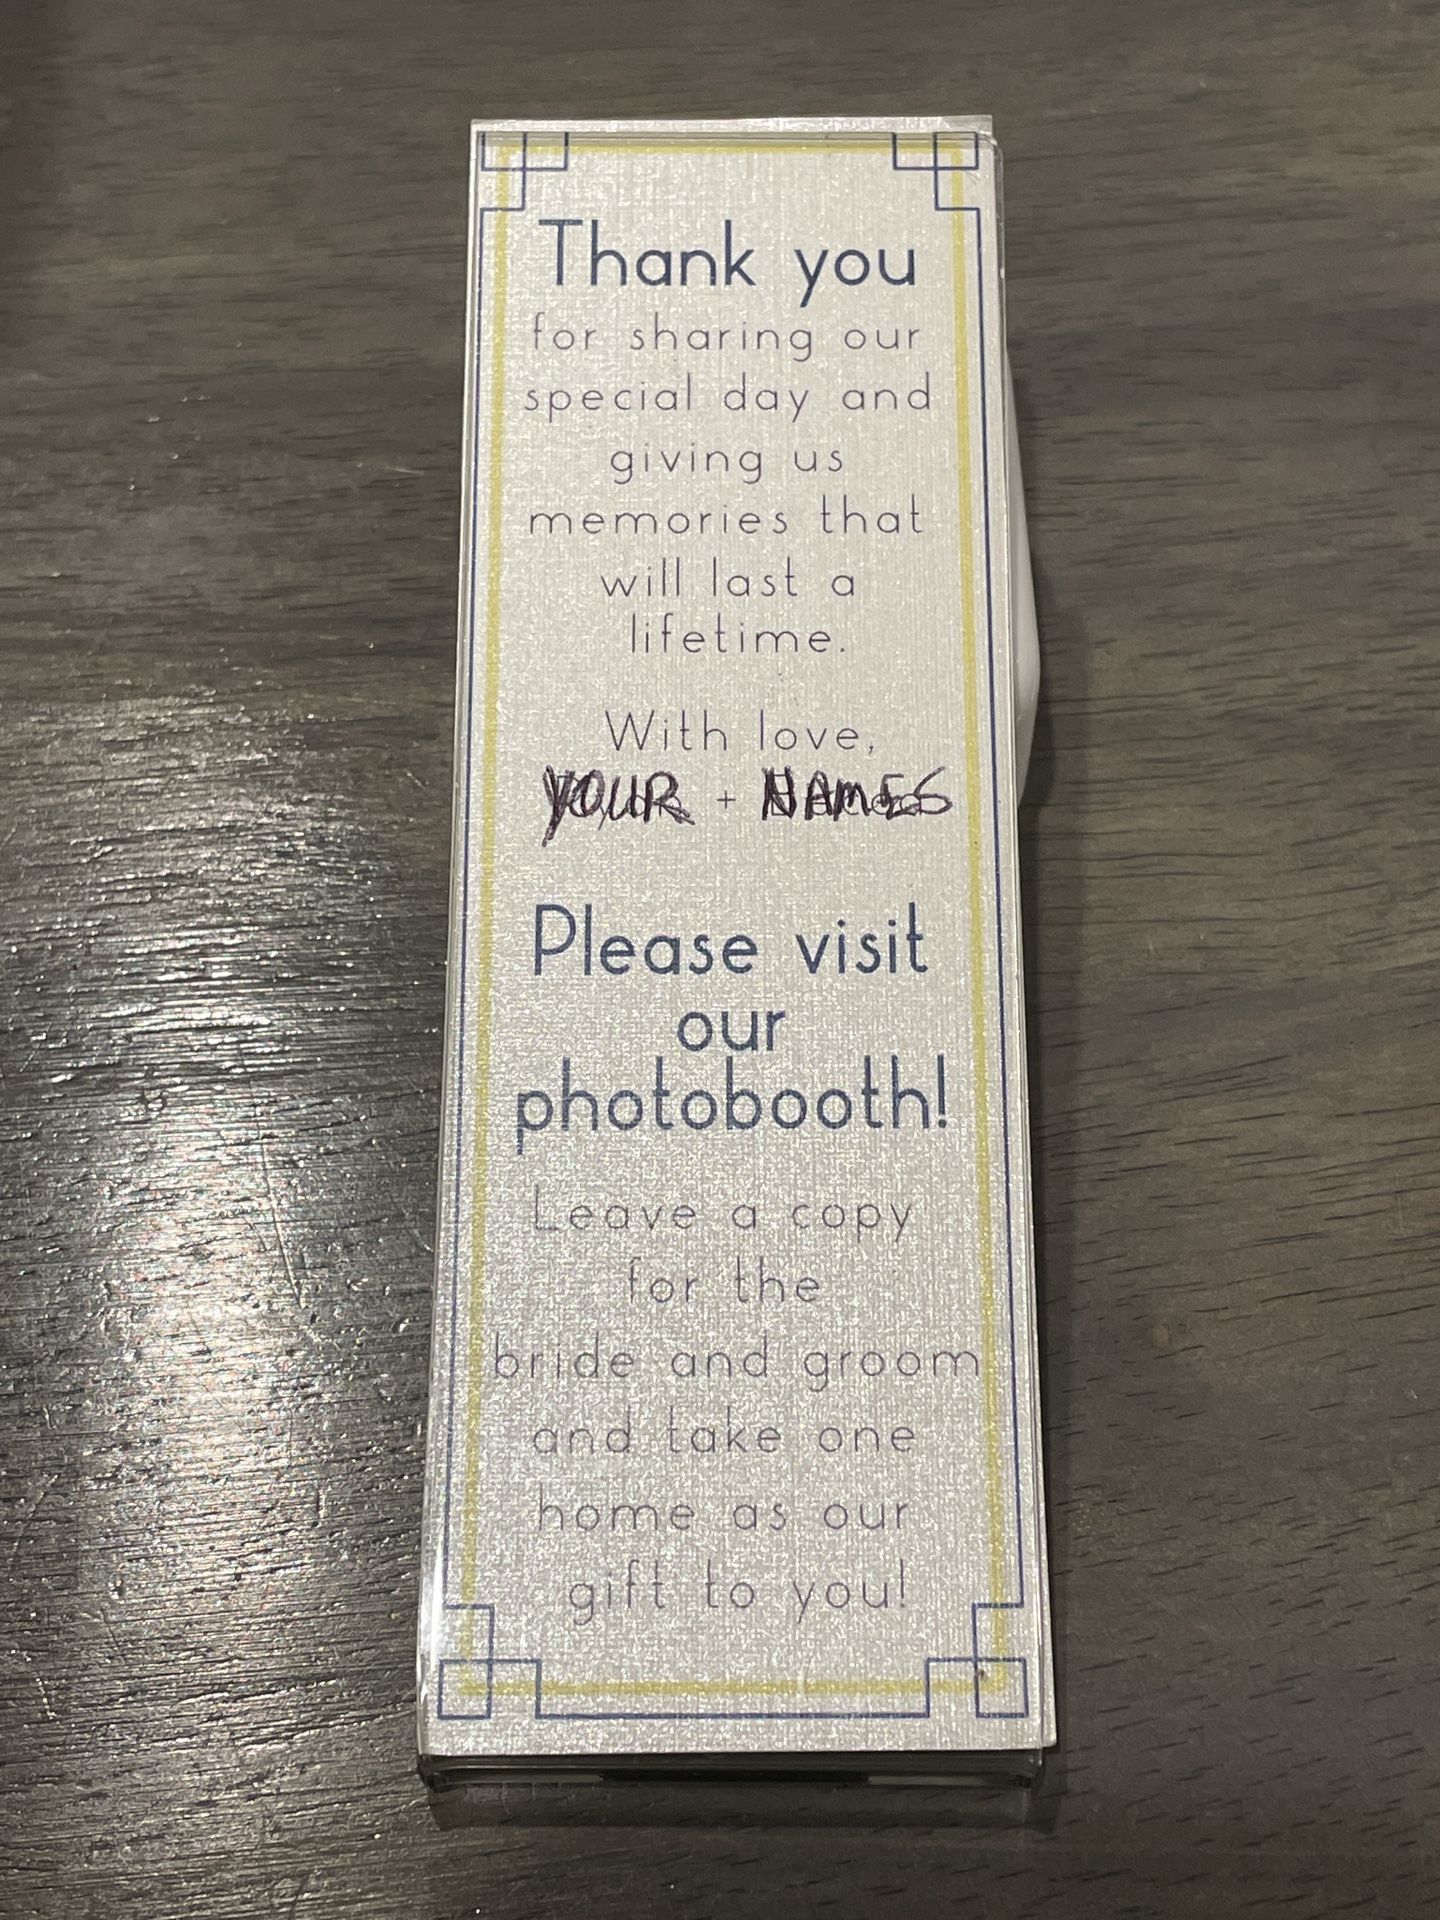 Thank you
for sharing our
special day and
giving us
memories that
will last a
lifetime.
With love,
YOUR + NAMES
Please visit
our
photobooth!
Leave a copy
for the
bride and groom
and take one
home as our
gift to you!